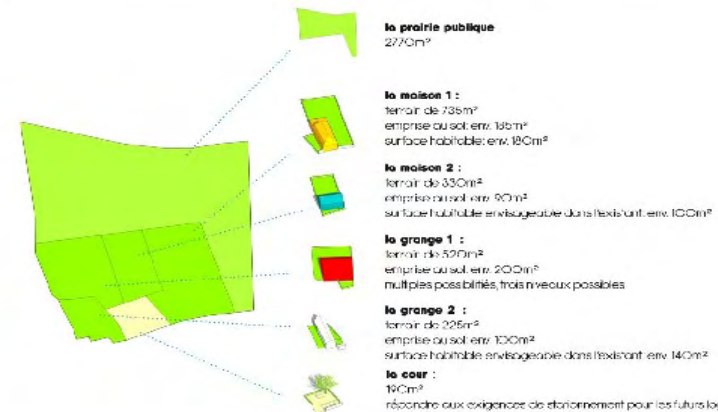 la prairie publique
2770m²
la maison 1 :
terrain de 735m²
emprise au sol: env. 185m²
surface habitable: env. 180m²
la maison 2 :
terrain de 330m²
emprise au sol: env. 90m²
surface habitable envisageable dans l'existant: env. 100m²
la grange 1 :
terrain de 520m²
emprise au sol: env. 200m²
multiples possibilités, trois niveaux possibles
la grange 2 :
terrain de 225m²
emprise au sol: env. 100m²
surface habitable envisageable dans l'existant: env. 140m²
la cour :
190m²
répondre aux exigences de stationnement pour les futurs